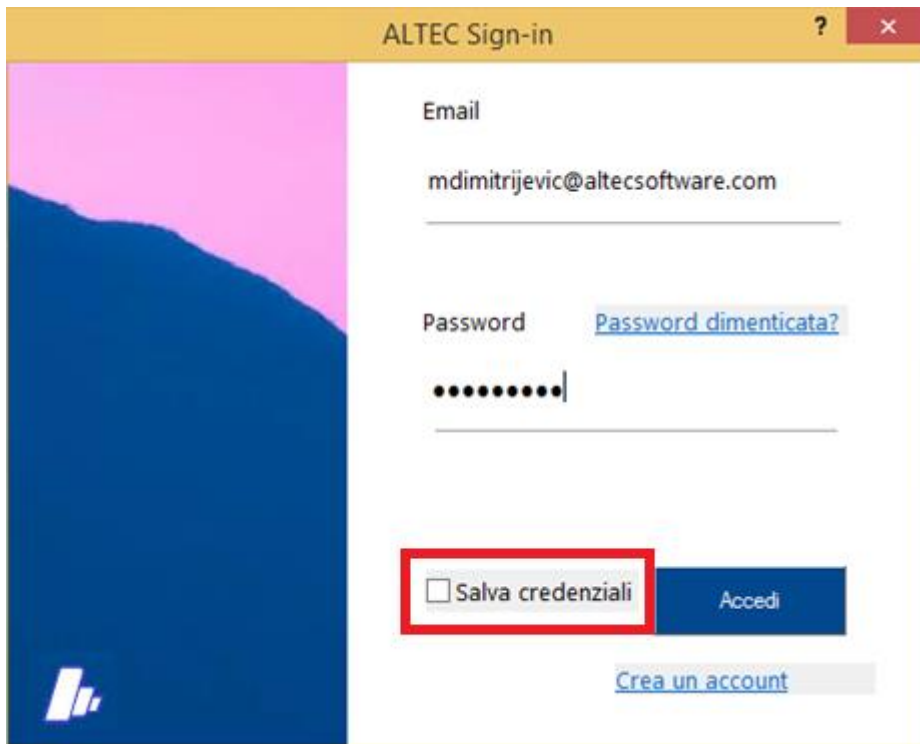 ALTEC Sign-in
?
Email
mdimitrijevic@altecsoftware.com
Password Password dimenticata?
•••••••••
Salva credenziali Accedi
Crea un account